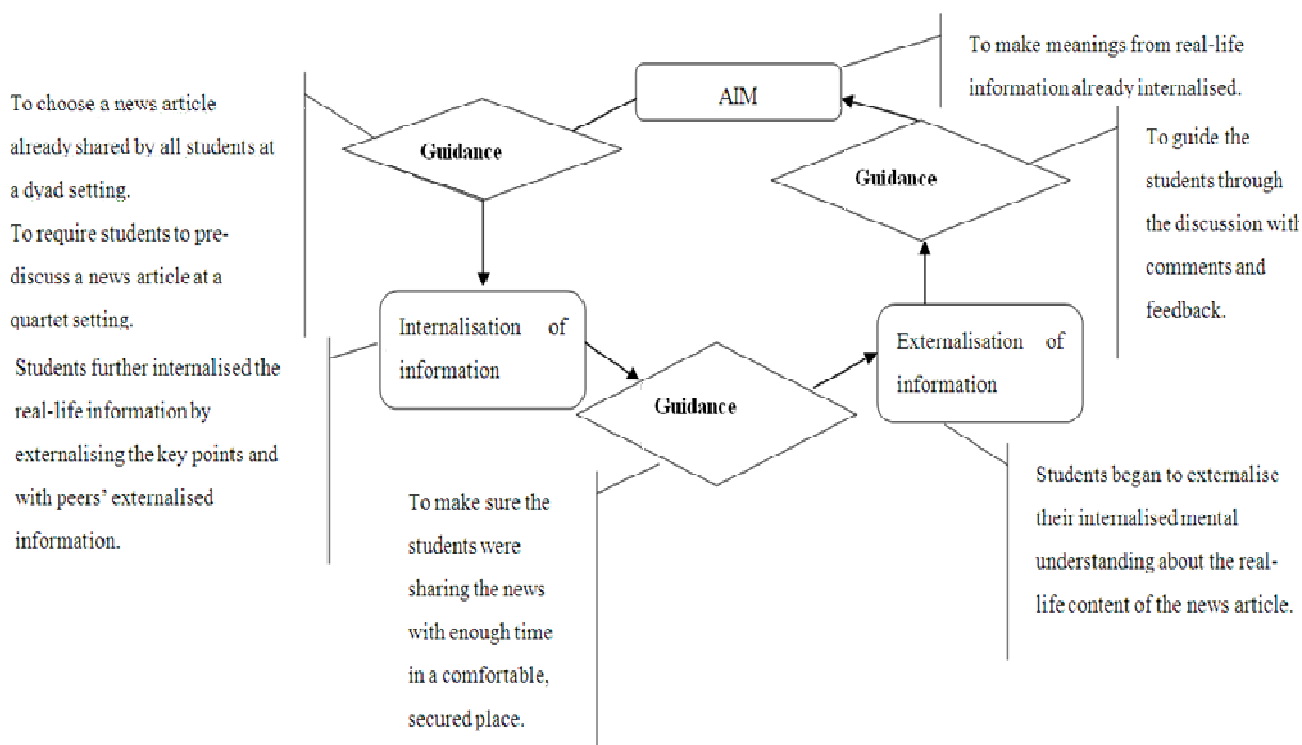 AIM
To make meanings from real-life
information already internalised.
To choose a news article
already shared by all students at
a dyad setting.
To require students to pre-
discuss a news article at a
quartet setting.
Guidance
Guidance
To guide the
students through
the discussion with
comments and
feedback.
Internalisation of
information
Students further internalised the
real-life information by
externalising the key points and
with peers' externalised
information.
Guidance
To make sure the
students were
sharing the news
with enough time
in a comfortable,
secured place.
Externalisation of
information
Students began to externalise
their internalised mental
understanding about the real-
life content of the news article.